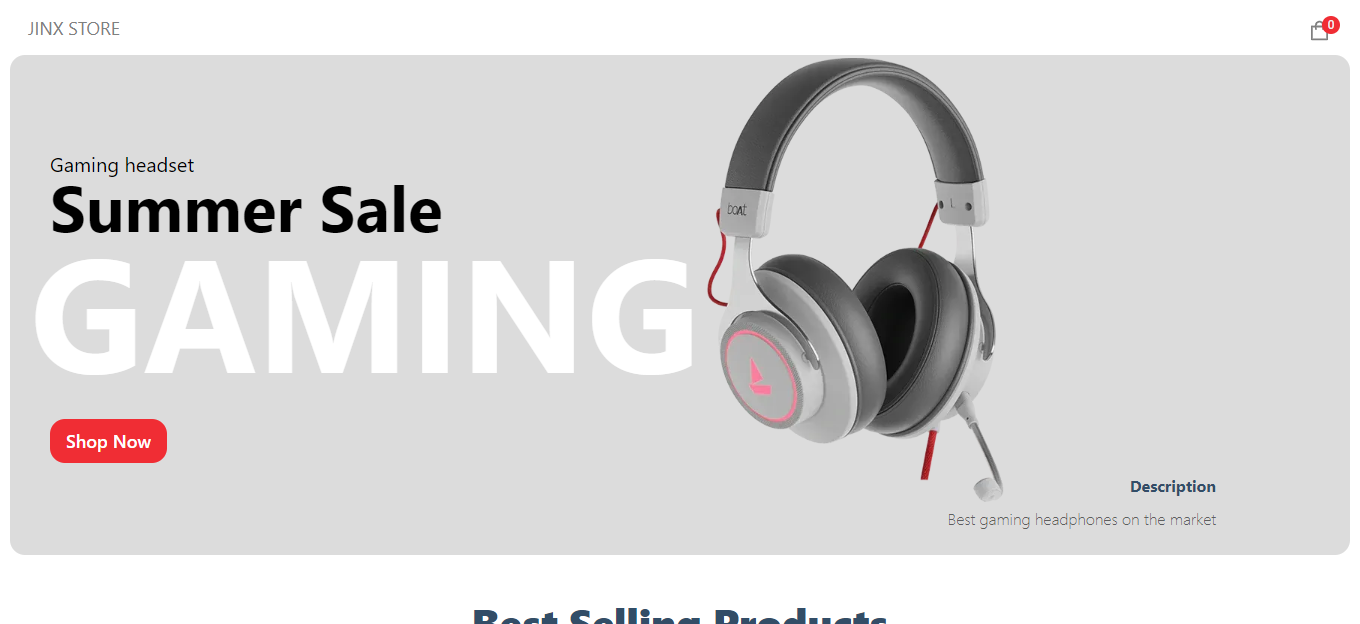 JINX STORE
0
Gaming headset
Summer Sale
GAMING
boAt
L
Shop Now
Description
Best gaming headphones on the market
Best Selling Products